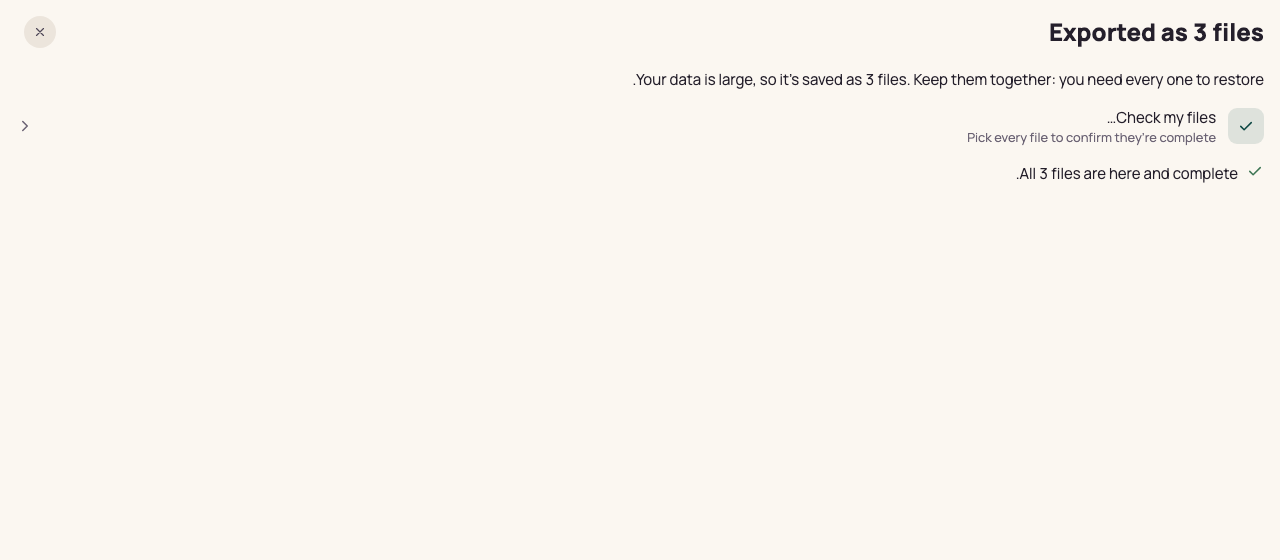 Exported as 3 files
Your data is large, so it's saved as 3 files. Keep them together: you need every one to restore.
Check my files...
Pick every file to confirm they're complete
All 3 files are here and complete.